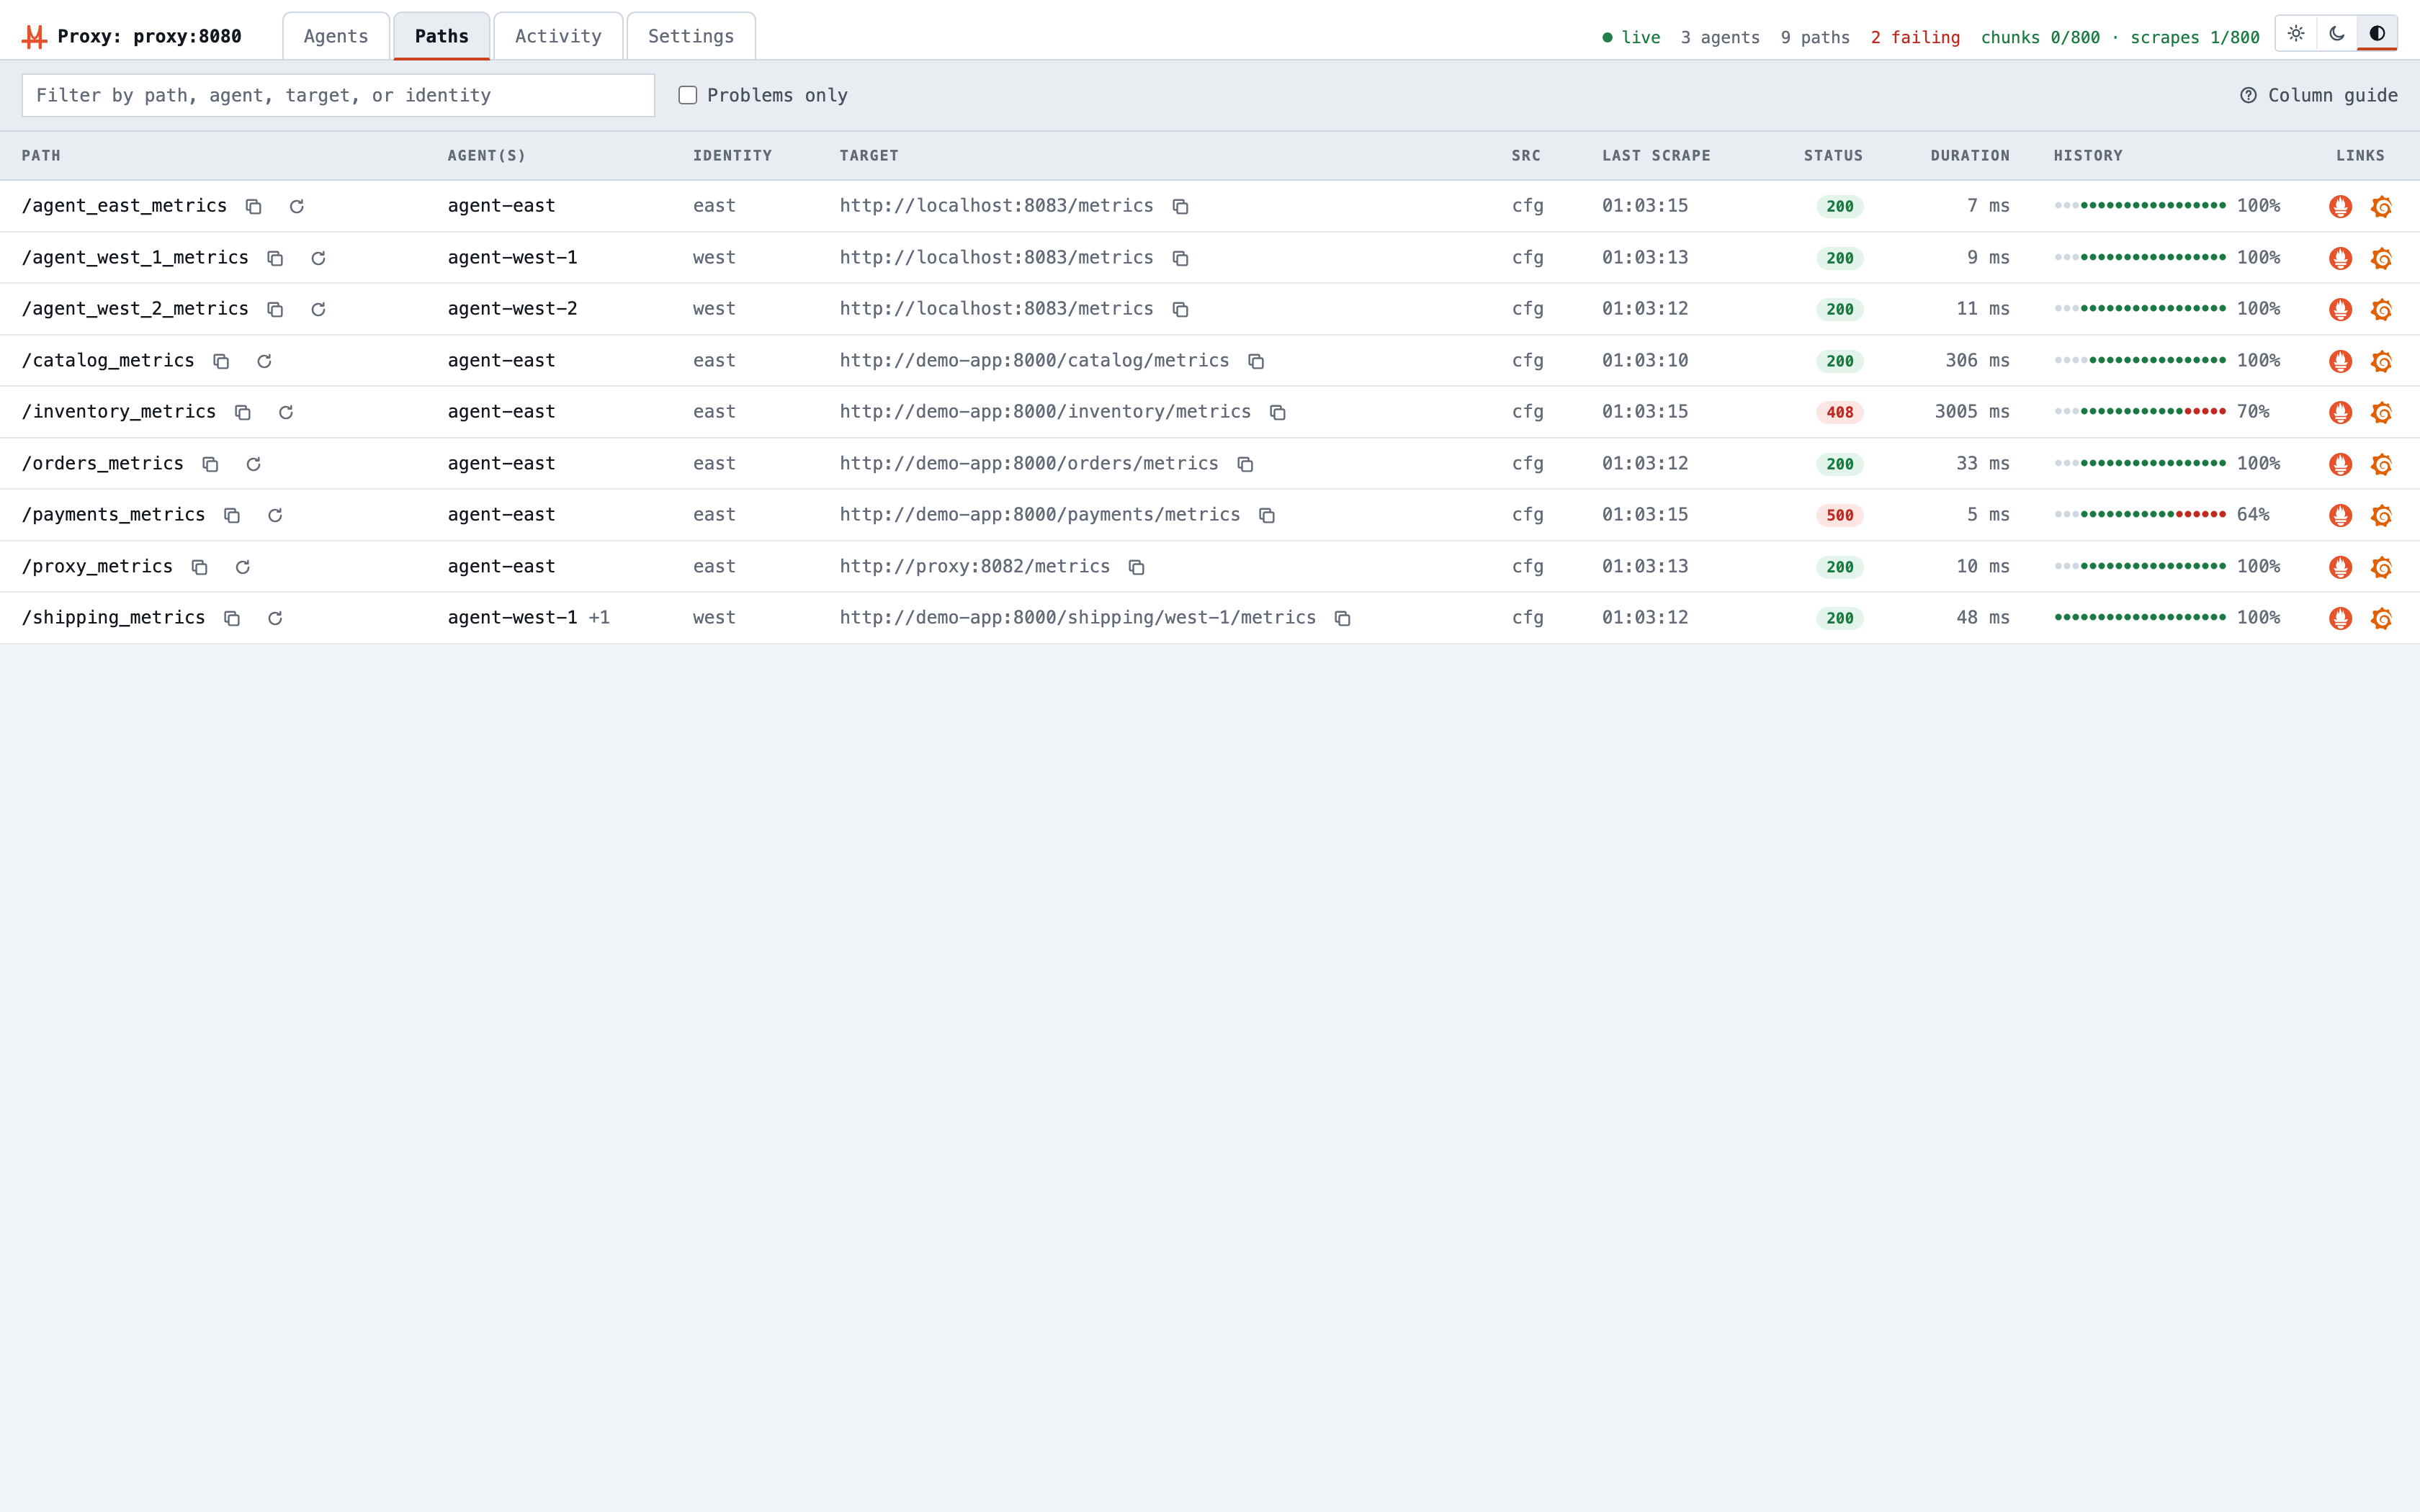 Proxy: proxy:8080 Agents Paths Activity Settings live 3 agents 9 paths 2 failing chunks 0/800 · scrapes 1/800
Filter by path, agent, target, or identity Problems only Column guide
PATH AGENT(S) IDENTITY TARGET SRC LAST SCRAPE STATUS DURATION HISTORY LINKS
/agent_east_metrics agent-east east http://localhost:8083/metrics cfg 01:03:15 200 7 ms 100%
/agent_west_1_metrics agent-west-1 west http://localhost:8083/metrics cfg 01:03:13 200 9 ms 100%
/agent_west_2_metrics agent-west-2 west http://localhost:8083/metrics cfg 01:03:12 200 11 ms 100%
/catalog_metrics agent-east east http://demo-app:8000/catalog/metrics cfg 01:03:10 200 306 ms 100%
/inventory_metrics agent-east east http://demo-app:8000/inventory/metrics cfg 01:03:15 408 3005 ms 70%
/orders_metrics agent-east east http://demo-app:8000/orders/metrics cfg 01:03:12 200 33 ms 100%
/payments_metrics agent-east east http://demo-app:8000/payments/metrics cfg 01:03:15 500 5 ms 64%
/proxy_metrics agent-east east http://proxy:8082/metrics cfg 01:03:13 200 10 ms 100%
/shipping_metrics agent-west-1 +1 west http://demo-app:8000/shipping/west-1/metrics cfg 01:03:12 200 48 ms 100%